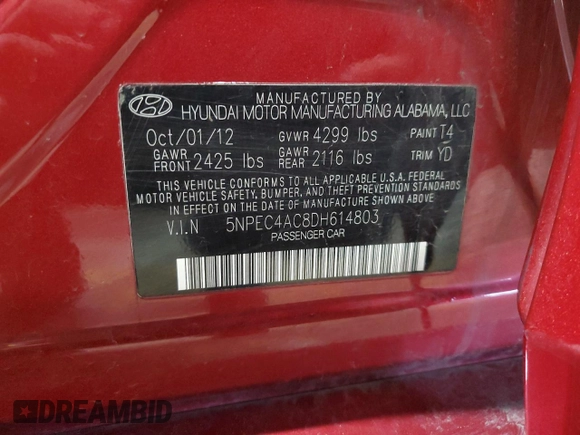 MANUFACTURED BY
HYUNDAI MOTOR MANUFACTURING ALABAMA, LLC
Oct/01/12 GVWR 4299 lbs PAINT T4
GAWR FRONT 2425 lbs GAWR REAR 2116 lbs TRIM YD
THIS VEHICLE CONFORMS TO ALL APPLICABLE U.S.A. FEDERAL
MOTOR VEHICLE SAFETY, BUMPER, AND THEFT PREVENTION STANDARDS
IN EFFECT ON THE DATE OF MANUFACTURE SHOWN ABOVE.
V.I.N 5NPEC4AC8DH614803
PASSENGER CAR
DREAMBID